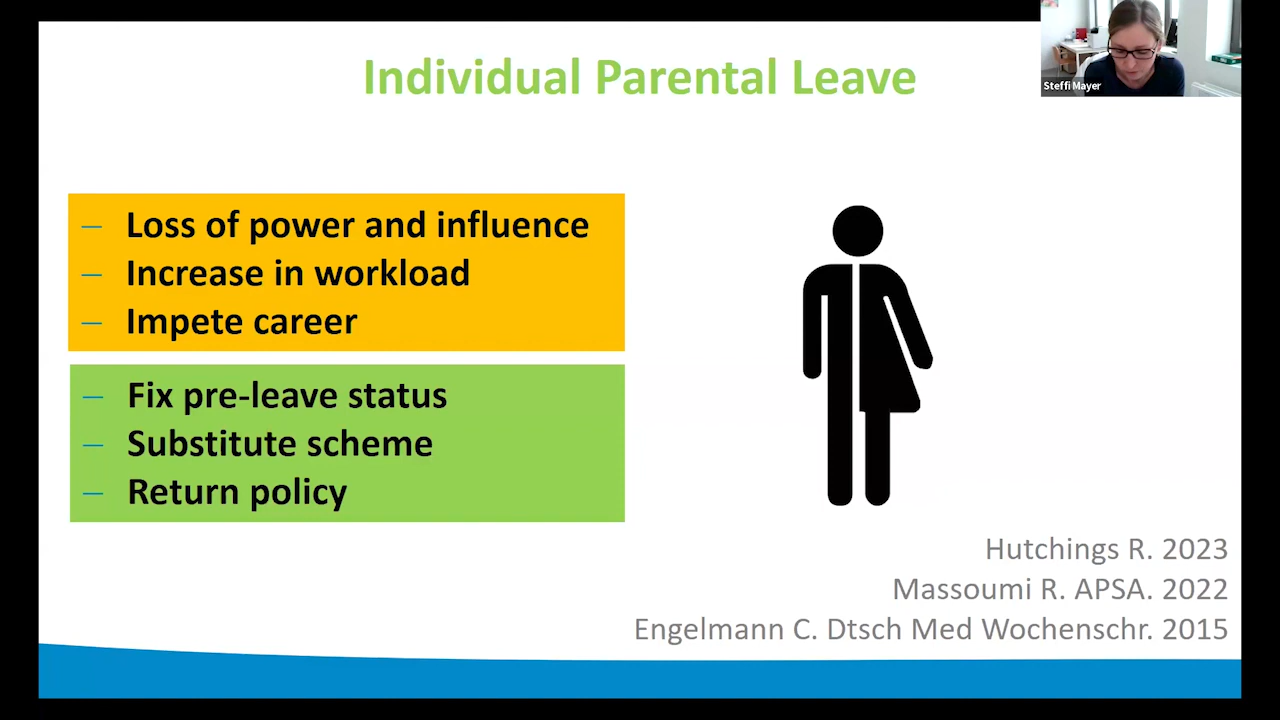 Individual Parental Leave
Steffi Mayer
– Loss of power and influence
– Increase in workload
– Impete career
– Fix pre-leave status
– Substitute scheme
– Return policy
Hutchings R. 2023
Massoumi R. APSA. 2022
Engelmann C. Dtsch Med Wochenschr. 2015